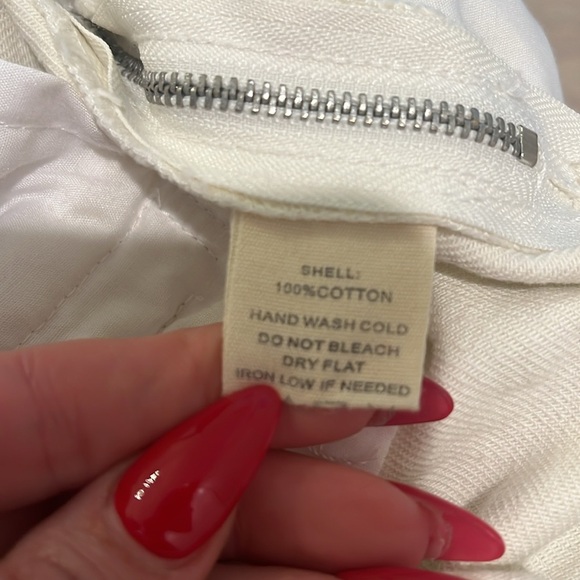 SHELL:
100%COTTON
HAND WASH COLD
DO NOT BLEACH
DRY FLAT
IRON LOW IF NEEDED